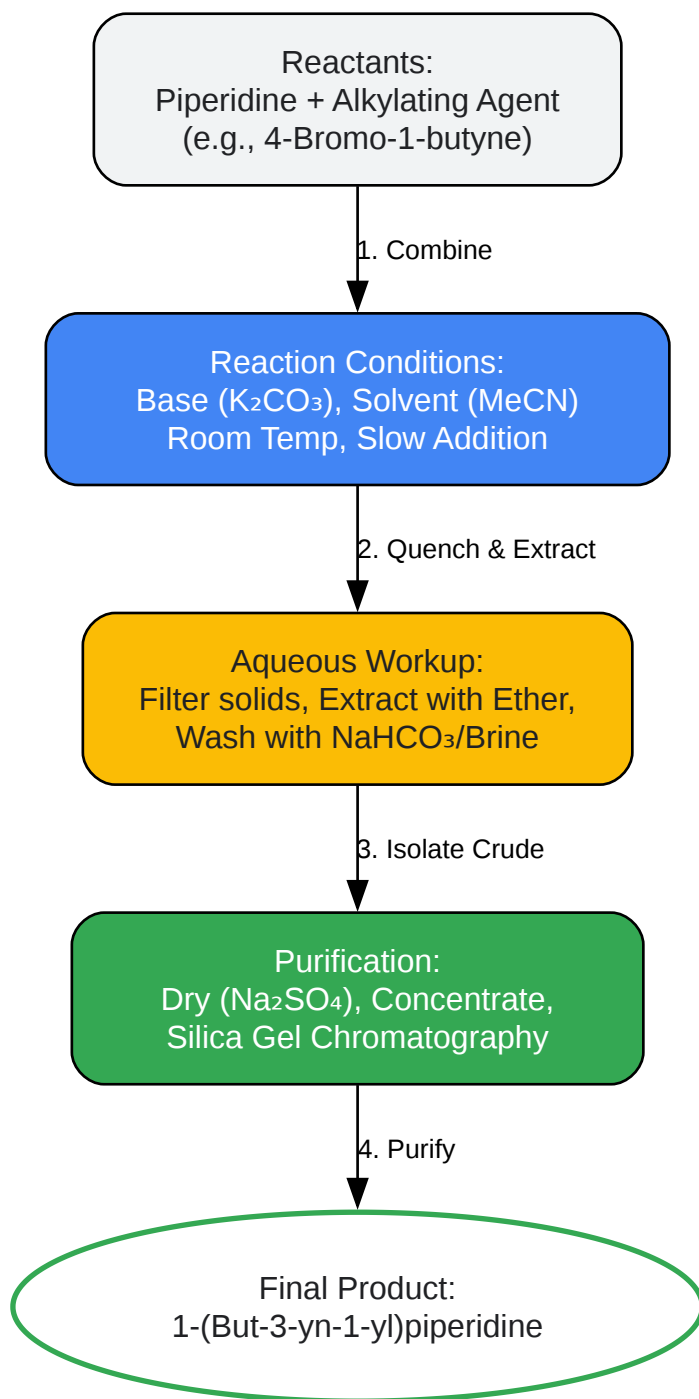 Reactants:
Piperidine + Alkylating Agent
(e.g., 4-Bromo-1-butyne)
1. Combine
Reaction Conditions:
Base (K₂CO₃), Solvent (MeCN)
Room Temp, Slow Addition
2. Quench & Extract
Aqueous Workup:
Filter solids, Extract with Ether,
Wash with NaHCO₃/Brine
3. Isolate Crude
Purification:
Dry (Na₂SO₄), Concentrate,
Silica Gel Chromatography
4. Purify
Final Product:
1-(But-3-yn-1-yl)piperidine